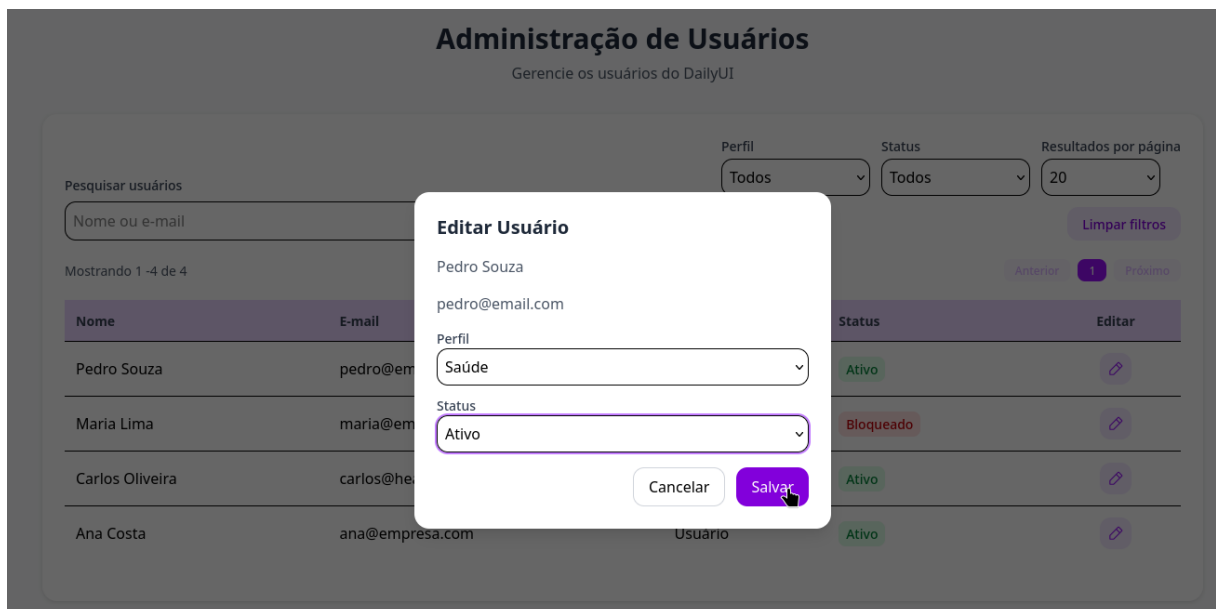 Administração de Usuários
Gerencie os usuários do DailyUI
Perfil Status Resultados por página
Todos Todos 20
Pesquisar usuários
Nome ou e-mail
Limpar filtros
Mostrando 1 -4 de 4
Anterior 1 Próximo
Nome E-mail Status Editar
Pedro Souza pedro@em Ativo
Maria Lima maria@em Bloqueado
Carlos Oliveira carlos@he Ativo
Ana Costa ana@empresa.com Usuário Ativo
Editar Usuário
Pedro Souza
pedro@email.com
Perfil
Saúde
Status
Ativo
Cancelar Salvar